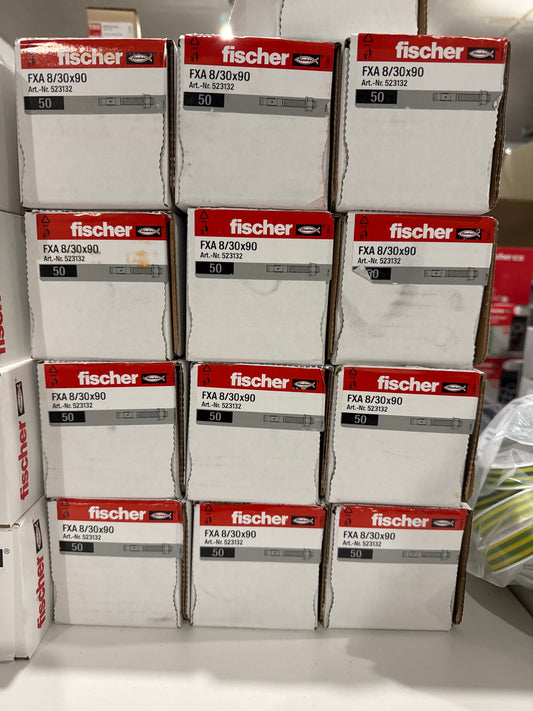 fischer
FXA 8/30x90
Art.-Nr. 523132
50
fischer
FXA 8/30x90
Art.-Nr. 523132
50
fischer
FXA 8/30x90
Art.-Nr. 523132
50
fischer
FXA 8/30x90
Art.-Nr. 523132
50
fischer
FXA 8/30x90
Art.-Nr. 523132
50
fischer
FXA 8/30x90
Art.-Nr. 523132
50
fischer
FXA 8/30x90
Art.-Nr. 523132
50
fischer
FXA 8/30x90
Art.-Nr. 523132
50
fischer
FXA 8/30x90
Art.-Nr. 523132
50
fischer
FXA 8/30x90
Art.-Nr. 523132
50
fischer
FXA 8/30x90
Art.-Nr. 523132
50
fischer
FXA 8/30x90
Art.-Nr. 523132
50
fischer
fischer